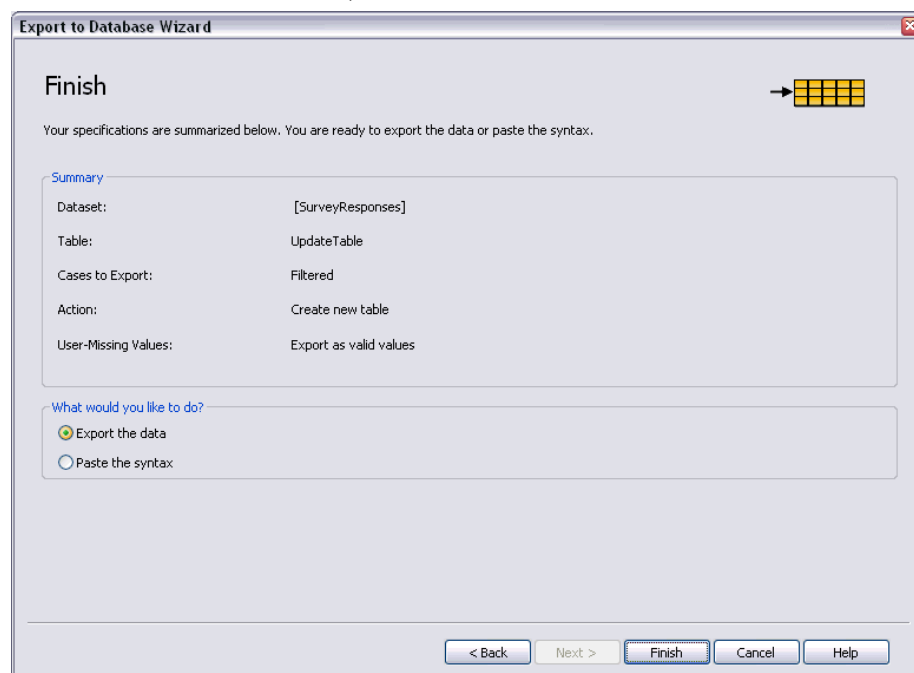 Export to Database Wizard
Finish
Your specifications are summarized below. You are ready to export the data or paste the syntax.
Summary
Dataset: [SurveyResponses]
Table: UpdateTable
Cases to Export: Filtered
Action: Create new table
User-Missing Values: Export as valid values
What would you like to do?
Export the data
Paste the syntax
< Back Next > Finish Cancel Help